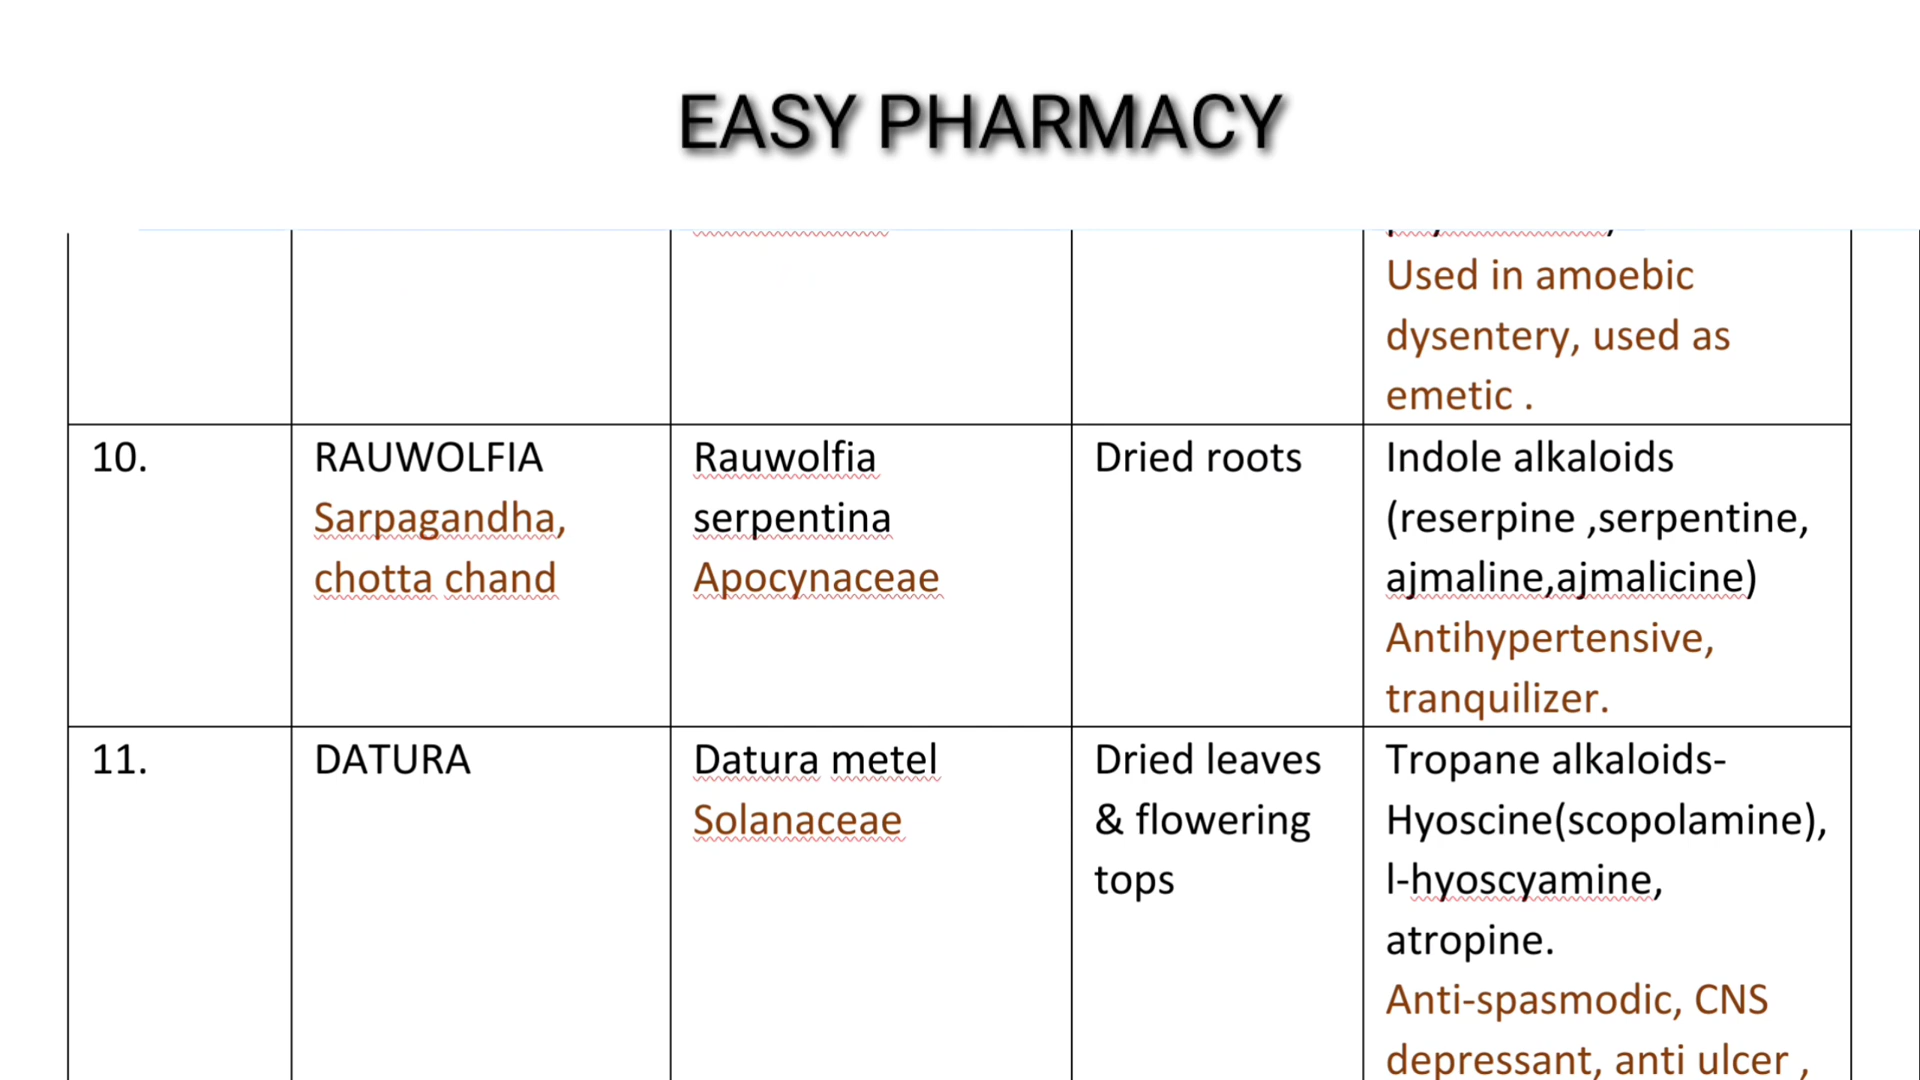 EASY PHARMACY
Used in amoebic
dysentery, used as
emetic .
10.
RAUWOLFIA
Sarpagandha,
chotta chand
Rauwolfia
serpentina
Apocynaceae
Dried roots
Indole alkaloids
(reserpine ,serpentine,
ajmaline,ajmalicine)
Antihypertensive,
tranquilizer.
11.
DATURA
Datura metel
Solanaceae
Dried leaves
& flowering
tops
Tropane alkaloids-
Hyoscine(scopolamine),
l-hyoscyamine,
atropine.
Anti-spasmodic, CNS
depressant, anti ulcer ,